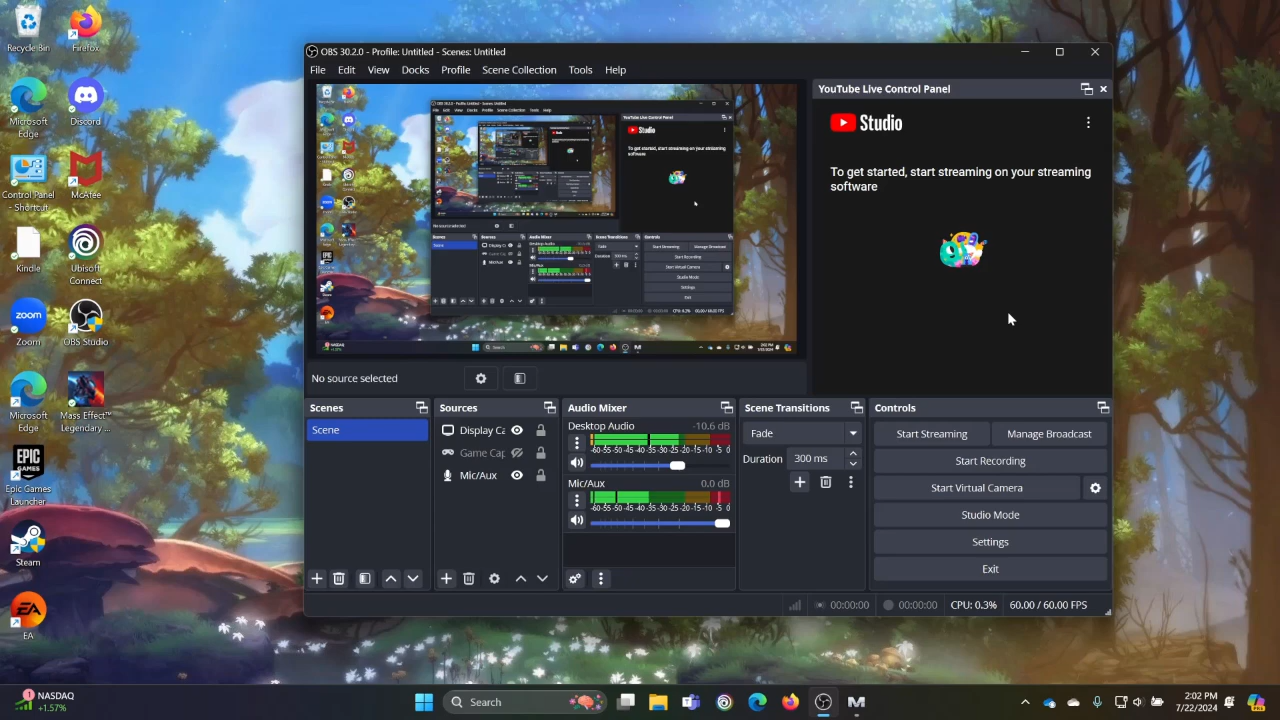 Recycle Bin
Firefox
Microsoft
Edge
Discord
Control Panel
- Shortcut
McAfee
Kindle
Ubisoft
Connect
zoom
Zoom
OBS Studio
Microsoft
Edge
Mass Effect™
Legendary ...
EPIC
GAMES
Epic Games
Launcher
Steam
EA
EA
OBS 30.2.0 - Profile: Untitled - Scenes: Untitled
File Edit View Docks Profile Scene Collection Tools Help
YouTube Live Control Panel
Studio
To get started, start streaming on your streaming
No source selected
Scenes
Scene
Sources
Display Ca
Game Cap
Mic/Aux
Audio Mixer
Desktop Audio -10.6 dB
-60-55-50-45-40-35-30-25-20-15-10 -5 0
Mic/Aux 0.0 dB
-60-55-50-45-40-35-30-25-20-15-10 -5 0
Scene Transitions
Fade
Duration 300 ms
Controls
Start Streaming Manage Broadcast
Start Recording
Start Virtual Camera
Studio Mode
Settings
Exit
00:00:00 00:00:00 CPU: 0.3% 60.00 / 60.00 FPS
NASDAQ
+1.57%
Search
2:02 PM
7/22/2024